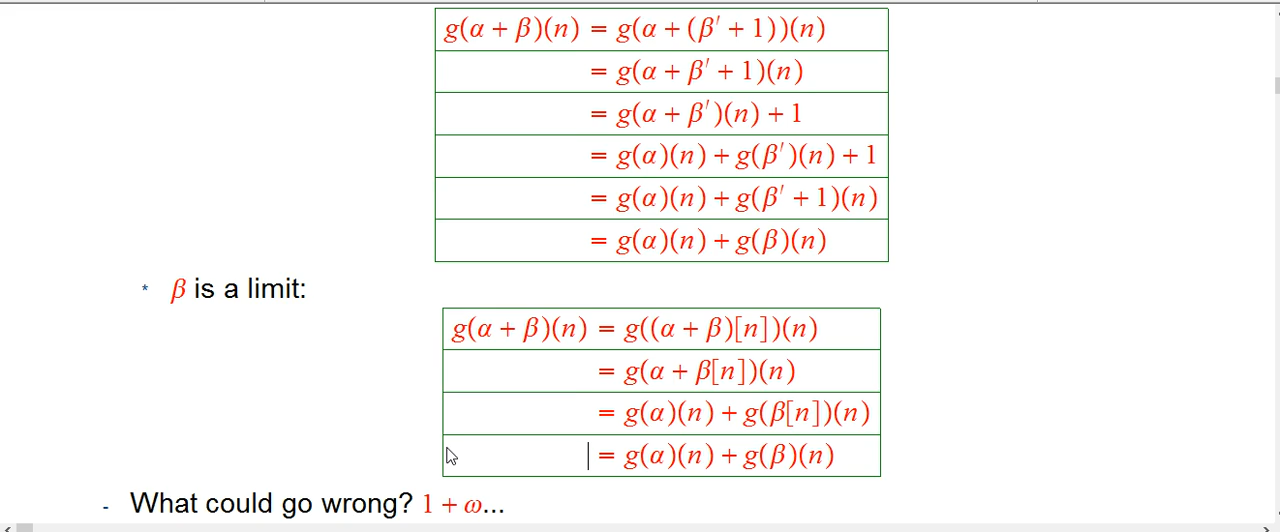 g(α + β)(n) = g(α + (β′ + 1))(n)
= g(α + β′ + 1)(n)
= g(α + β′)(n) + 1
= g(α)(n) + g(β′)(n) + 1
= g(α)(n) + g(β′ + 1)(n)
= g(α)(n) + g(β)(n)
* β is a limit:
g(α + β)(n) = g((α + β)[n])(n)
= g(α + β[n])(n)
= g(α)(n) + g(β[n])(n)
= g(α)(n) + g(β)(n)
- What could go wrong? 1 + ω...